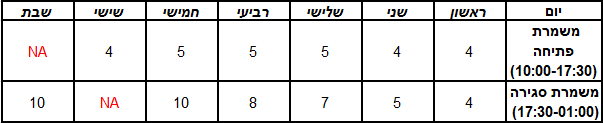 יום ראשון שני שלישי רביעי חמישי שישי שבת
משמרת
פתיחה
(10:00-17:30) 4 4 5 5 5 4 NA
משמרת סגירה
(17:30-01:00) 4 5 7 8 10 NA 10